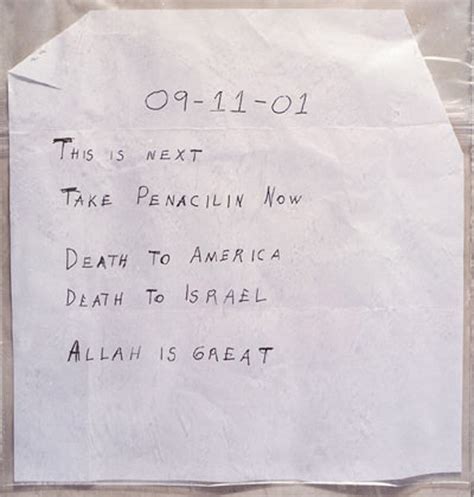 09-11-01
THIS IS NEXT
TAKE PENACILIN NOW
DEATH TO AMERICA
DEATH TO ISRAEL
ALLAH IS GREAT